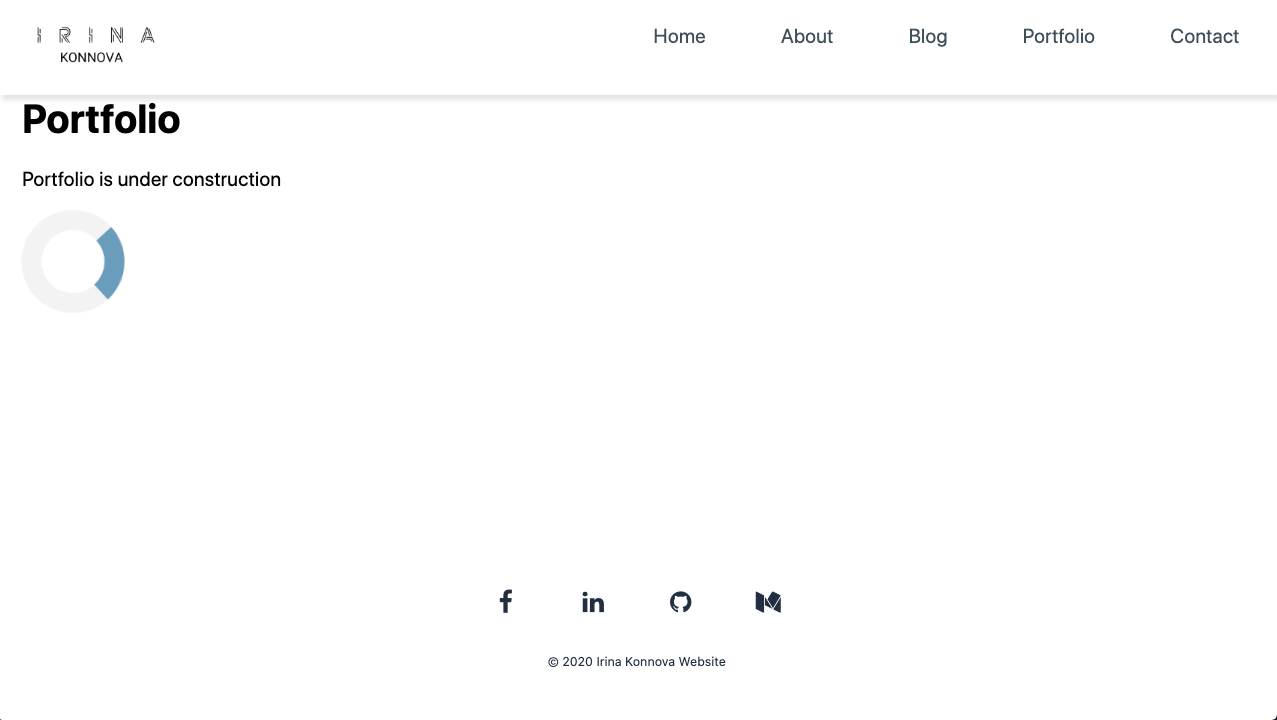 IRINA
KONNOVA
Home About Blog Portfolio Contact
Portfolio
Portfolio is under construction
© 2020 Irina Konnova Website